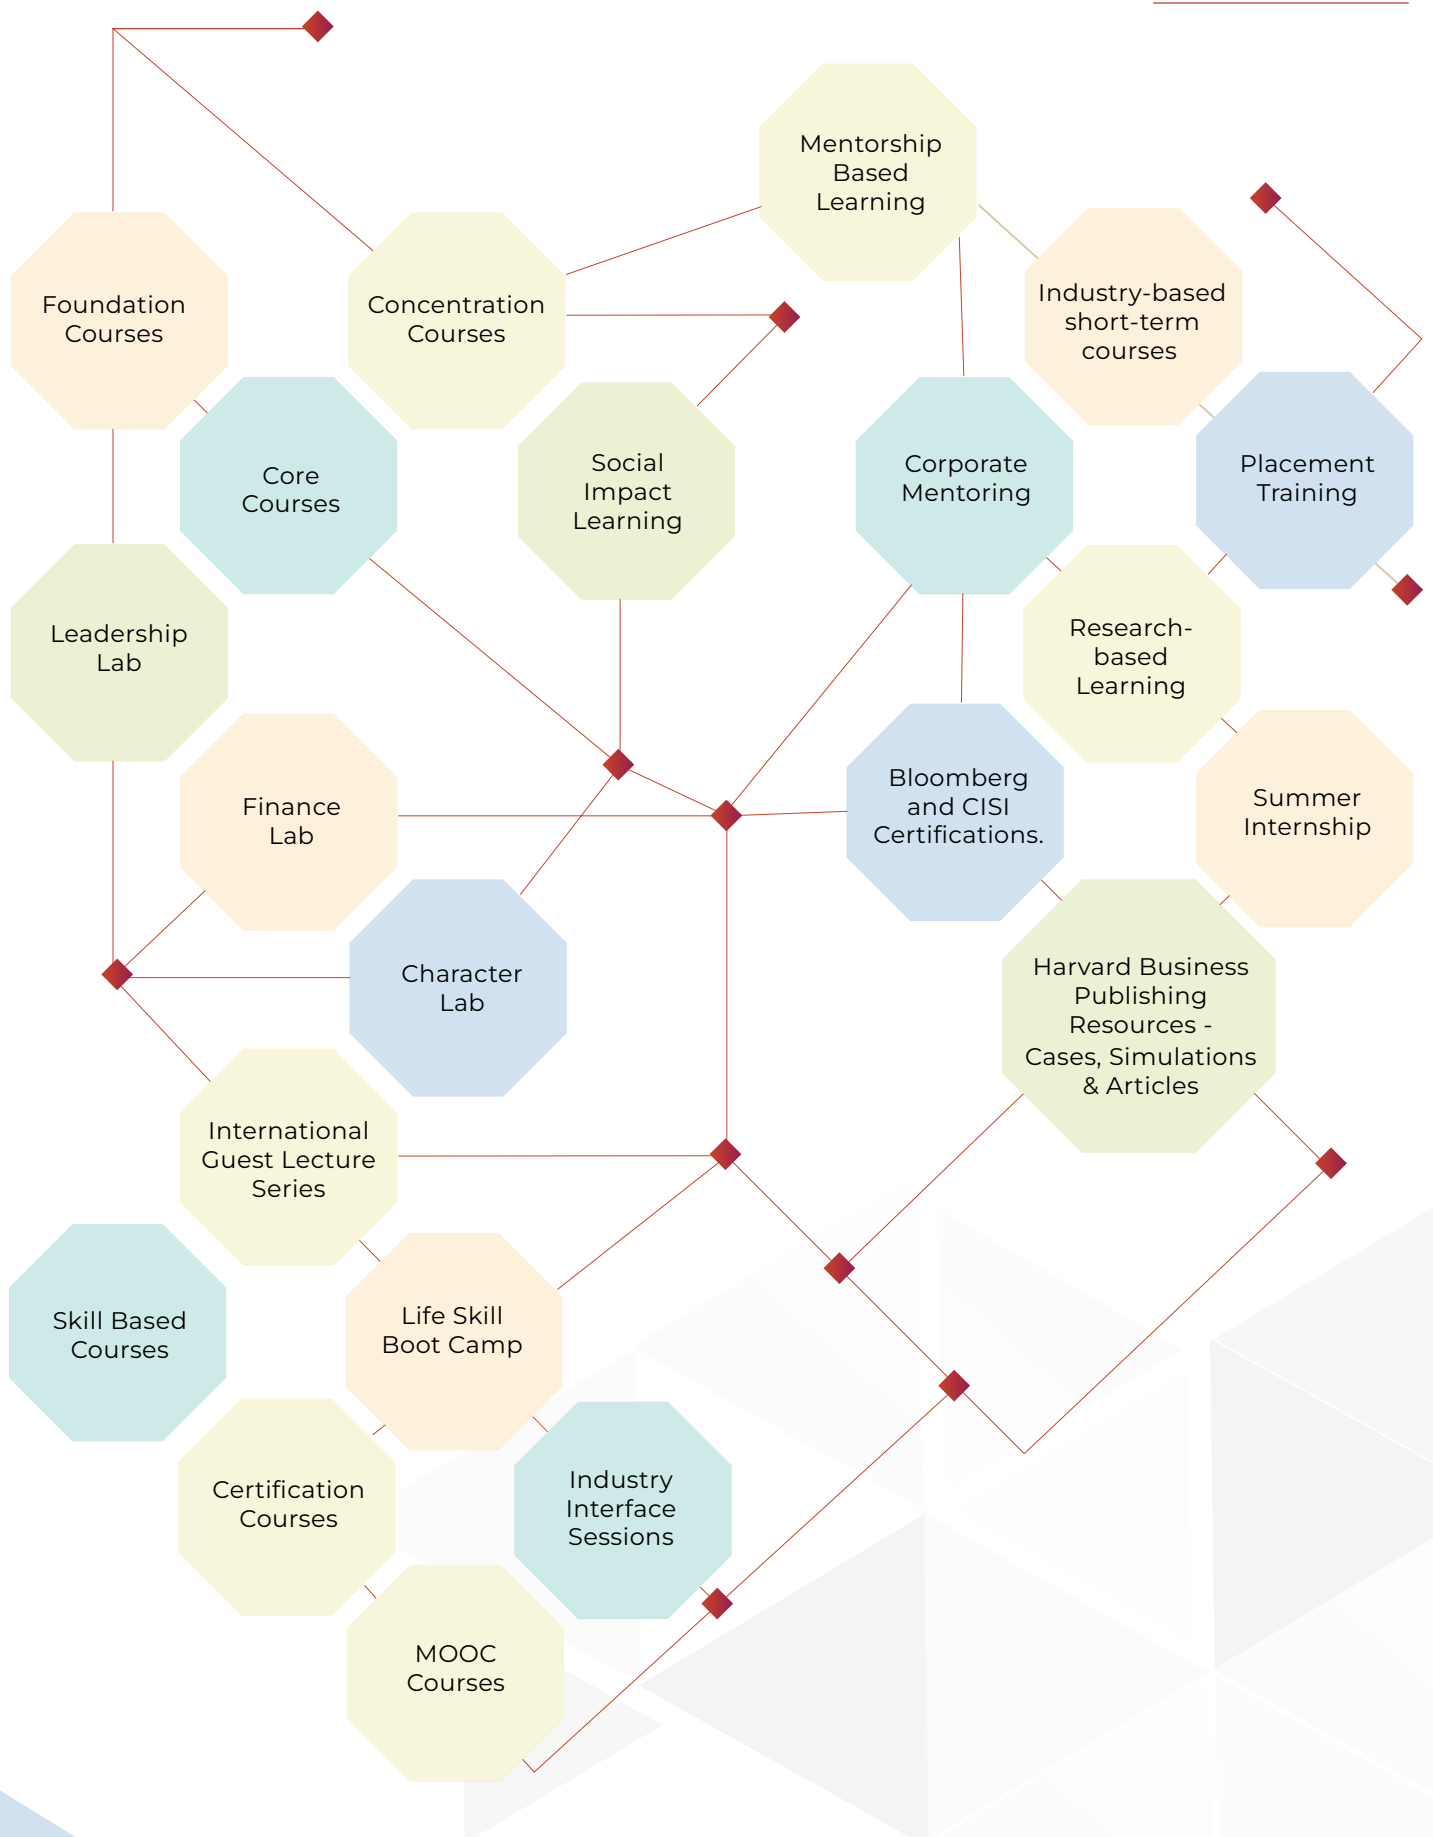 Mentorship
Based
Learning
Foundation
Courses
Concentration
Courses
Industry-based
short-term
courses
Core
Courses
Social
Impact
Learning
Corporate
Mentoring
Placement
Training
Leadership
Lab
Research-
based
Learning
Finance
Lab
Bloomberg
and CISI
Certifications.
Summer
Internship
Character
Lab
Harvard Business
Publishing
Resources -
Cases, Simulations
& Articles
International
Guest Lecture
Series
Skill Based
Courses
Life Skill
Boot Camp
Certification
Courses
Industry
Interface
Sessions
MOOC
Courses